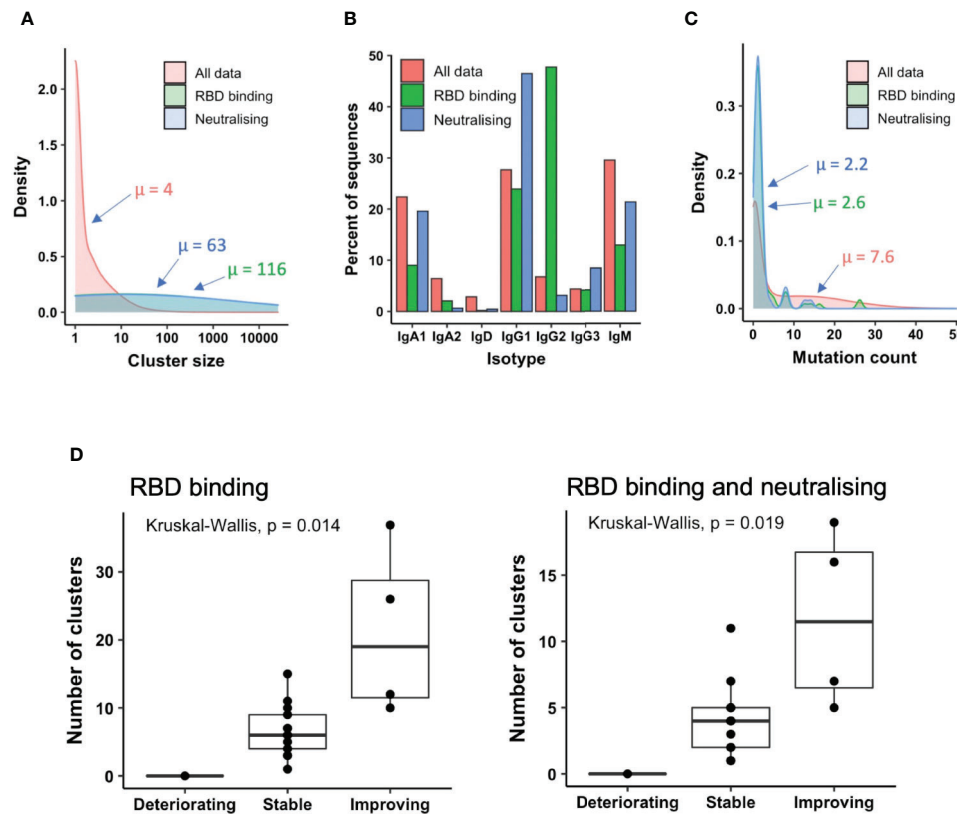 A
Density
2.0
1.5
1.0
0.5
0.0
All data
RBD binding
Neutralising
μ = 4
μ = 63
μ = 116
1
10
100
1000
10000
Cluster size
B
Percent of sequences
50
40
30
20
10
0
All data
RBD binding
Neutralising
IgA1
IgA2
IgD
IgG1
IgG2
IgG3
IgM
Isotype
C
Density
0.3
0.2
0.1
0.0
All data
RBD binding
Neutralising
μ = 2.2
μ = 2.6
μ = 7.6
0
10
20
30
40
Mutation count
D
RBD binding
Kruskal-Wallis, p = 0.014
Number of clusters
30
20
10
0
Deteriorating
Stable
Improving
RBD binding and neutralising
Kruskal-Wallis, p = 0.019
Number of clusters
15
10
5
0
Deteriorating
Stable
Improving